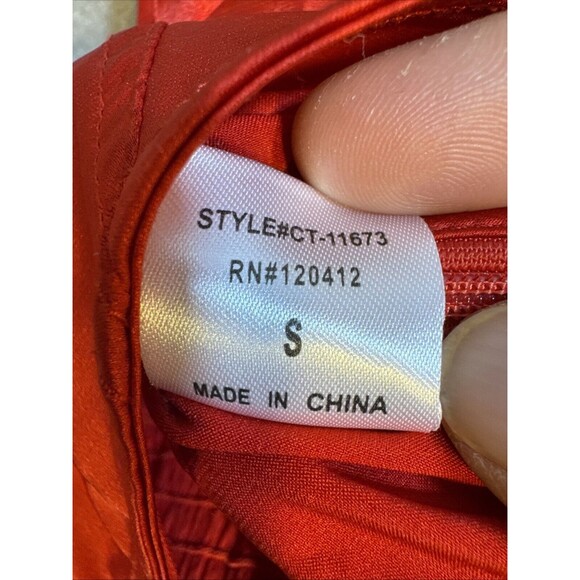 STYLE#CT-11673
RN#120412
S
MADE IN CHINA